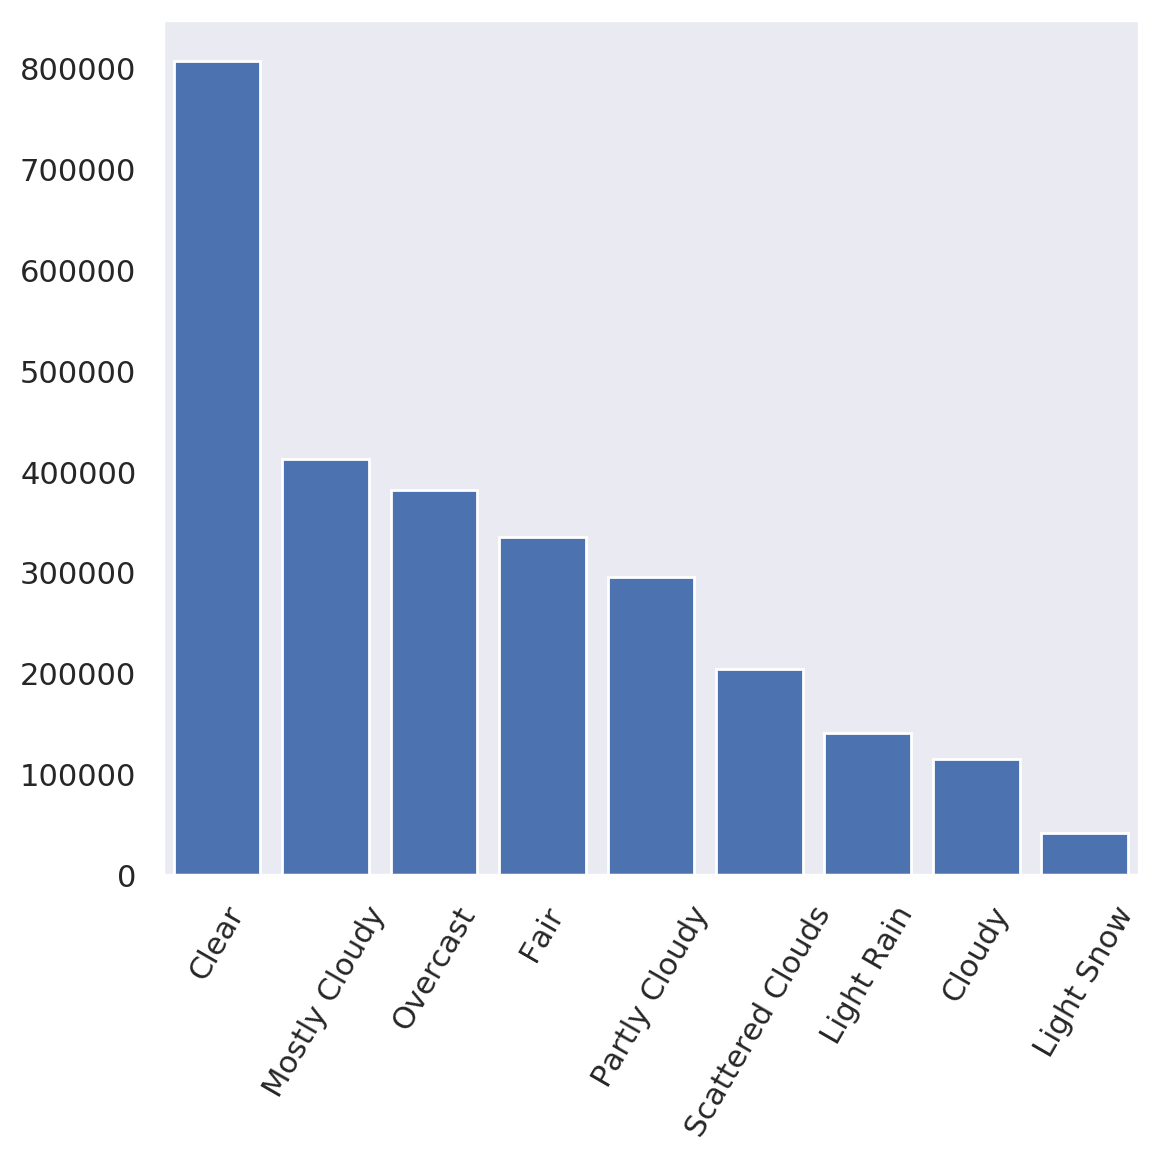 800000
700000
600000
500000
400000
300000
200000
100000
0
Clear
Mostly Cloudy
Overcast
Fair
Partly Cloudy
Scattered Clouds
Light Rain
Cloudy
Light Snow